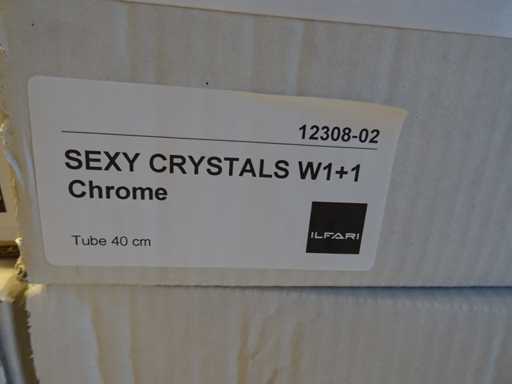 12308-02
SEXY CRYSTALS W1+1
Chrome
ILFARI
Tube 40 cm